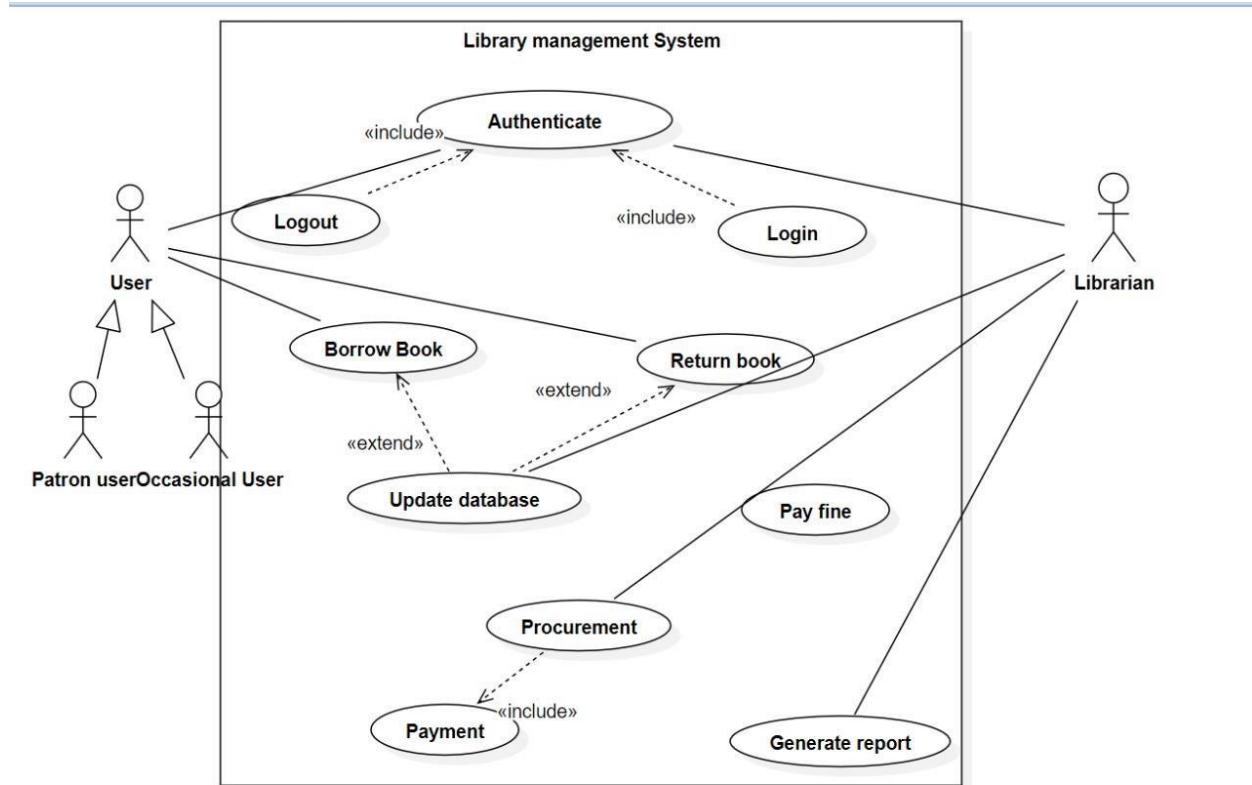 Library management System
Authenticate
«include»
Logout
«include»
Login
User
Librarian
Borrow Book
Return book
«extend»
«extend»
Patron user
Occasional User
Update database
Pay fine
Procurement
«include»
Payment
Generate report